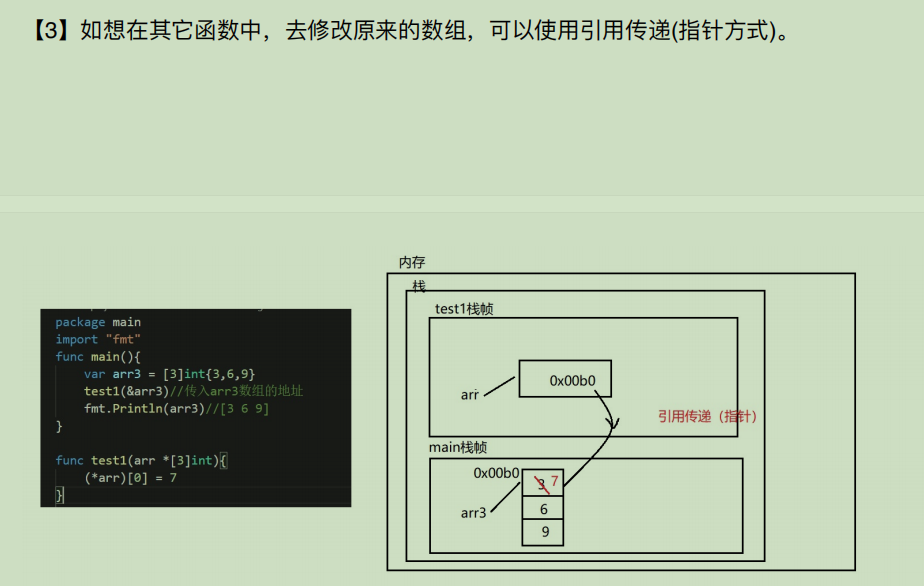 【3】如想在其它函数中，去修改原来的数组，可以使用引用传递(指针方式)。
package main
import "fmt"
func main(){
var arr3 = [3]int{3,6,9}
test1(&arr3)//传入arr3数组的地址
fmt.Println(arr3)//[3 6 9]
}
func test1(arr *[3]int){
(*arr)[0] = 7
}
内存
栈
test1栈帧
0x00b0
arr
引用传递（指针）
main栈帧
0x00b0
3 7
arr3
6
9